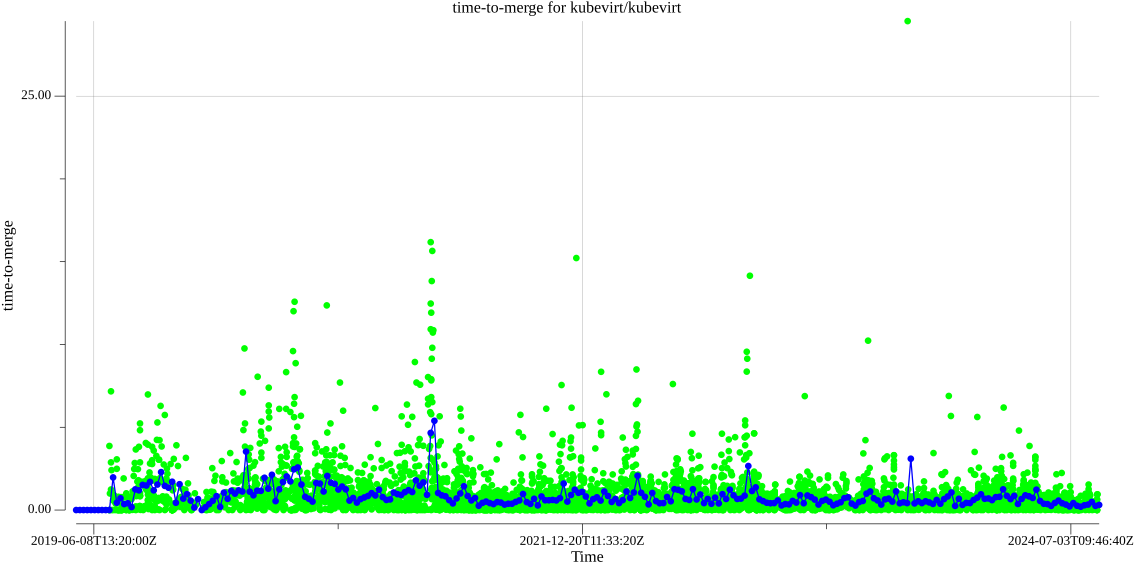 time-to-merge for kubevirt/kubevirt
25.00
time-to-merge
0.00
2019-06-08T13:20:00Z
2021-12-20T11:33:20Z
2024-07-03T09:46:40Z
Time